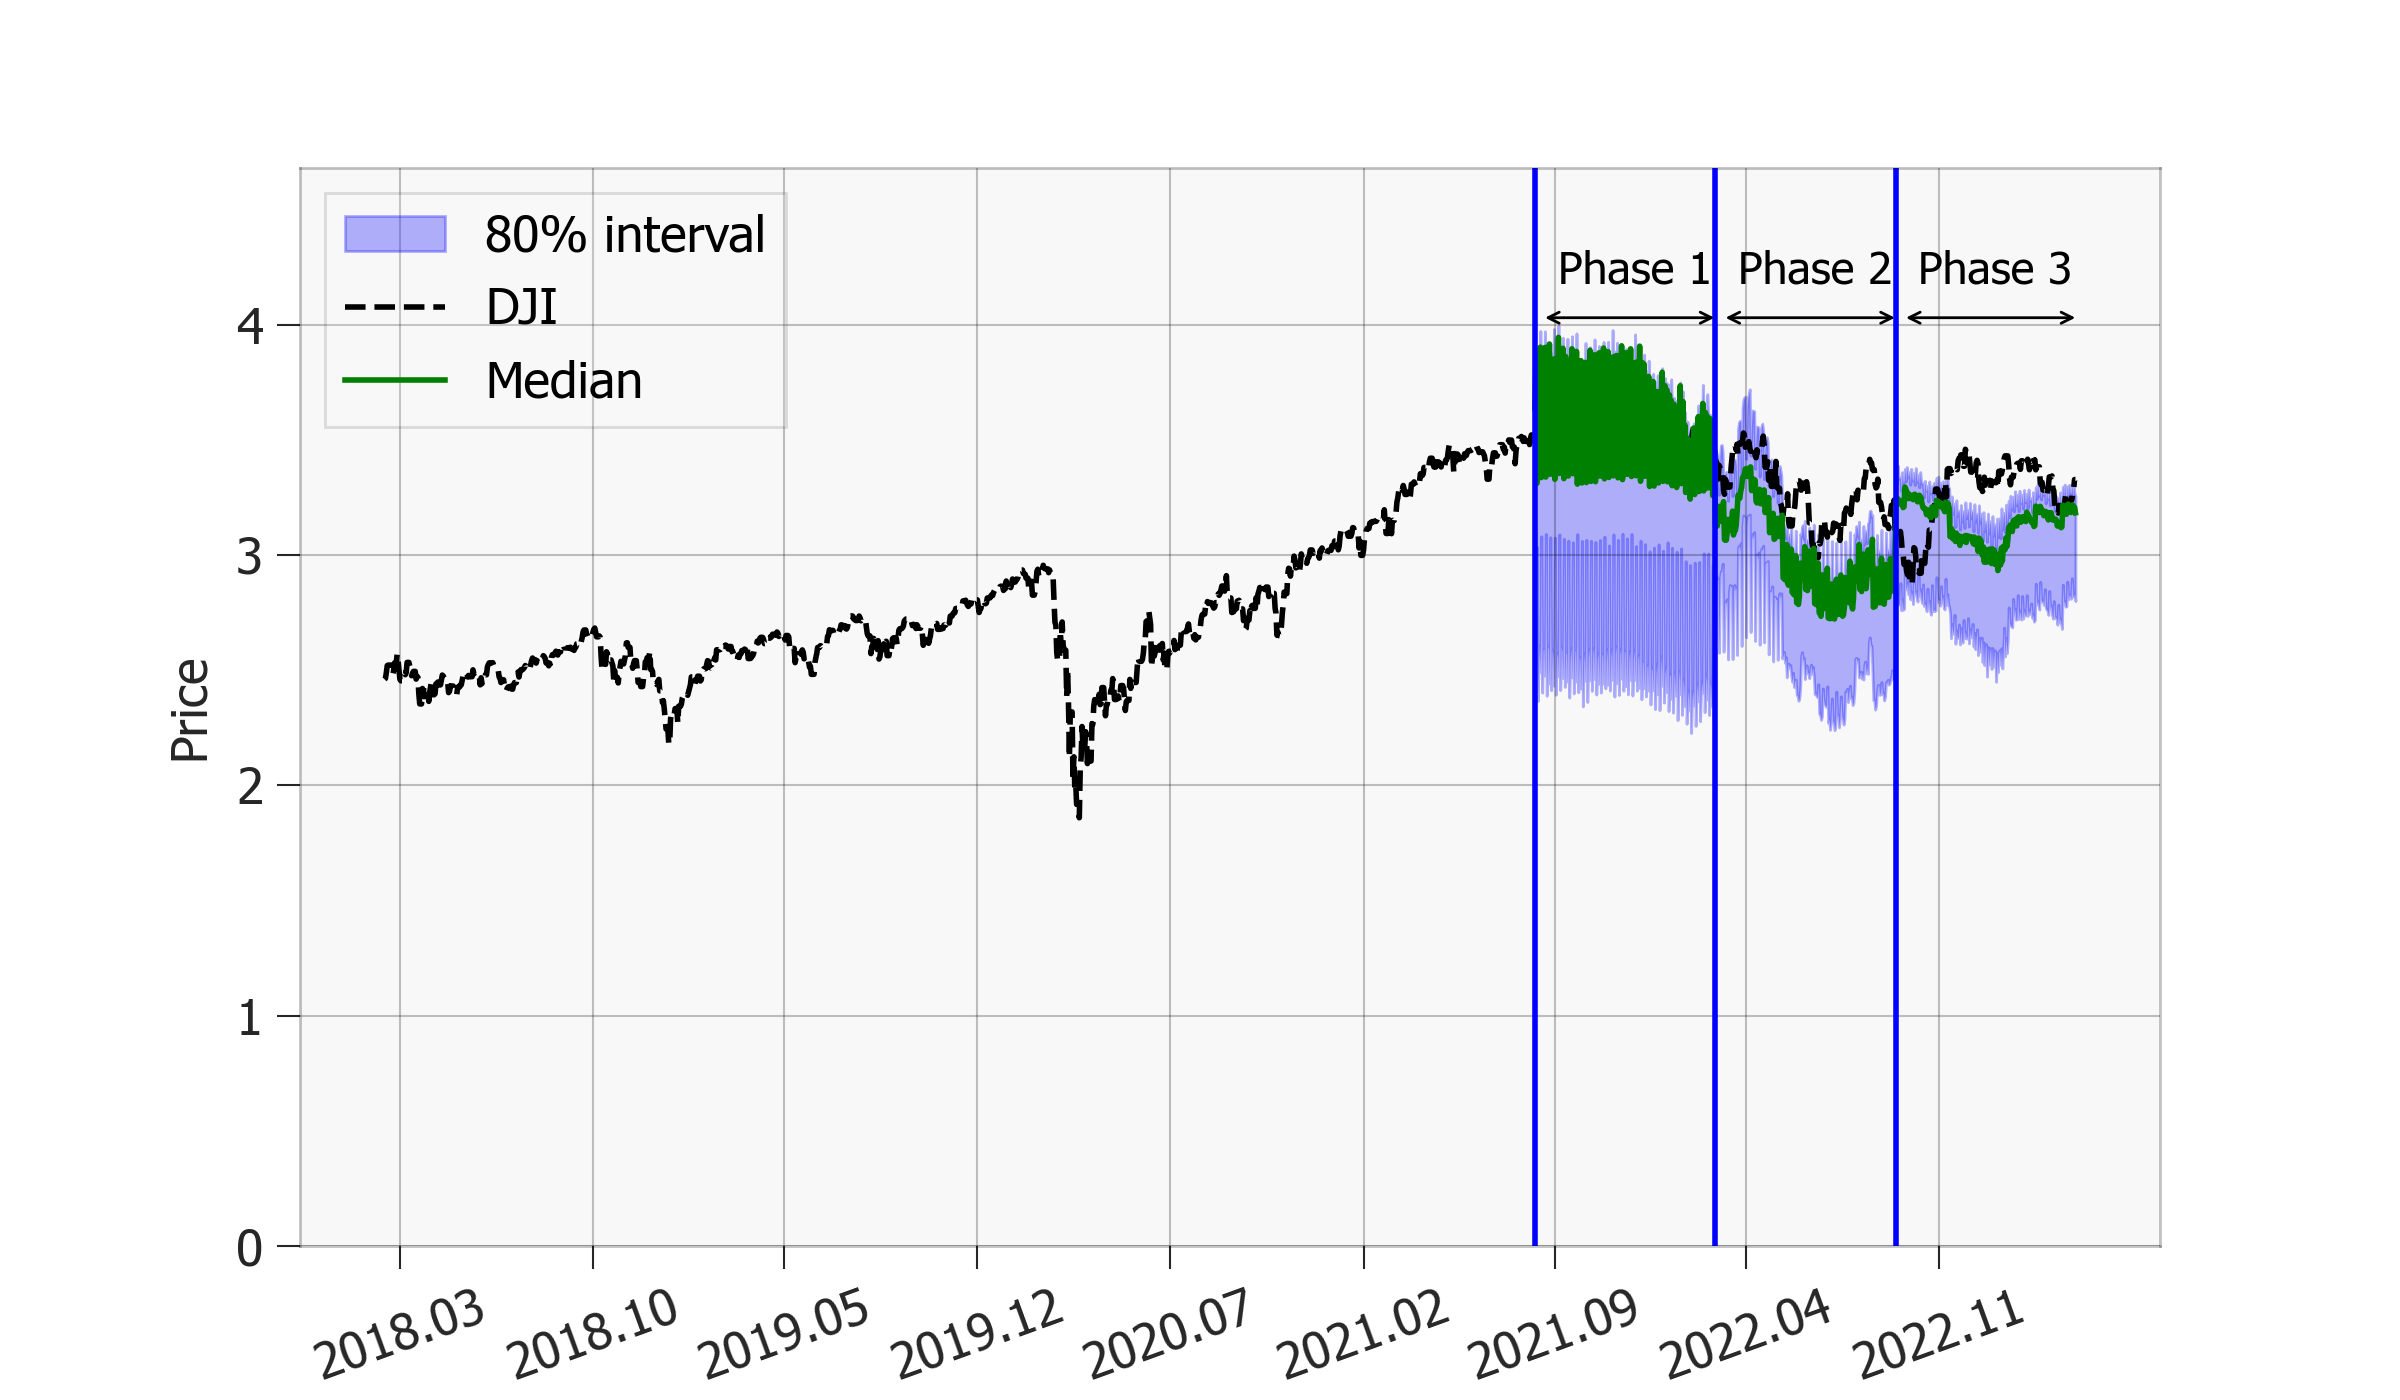 80% interval
DJI
Median
Phase 1
Phase 2
Phase 3
Price
4
3
2
1
0
2018.03
2018.10
2019.05
2019.12
2020.07
2021.02
2021.09
2022.04
2022.11